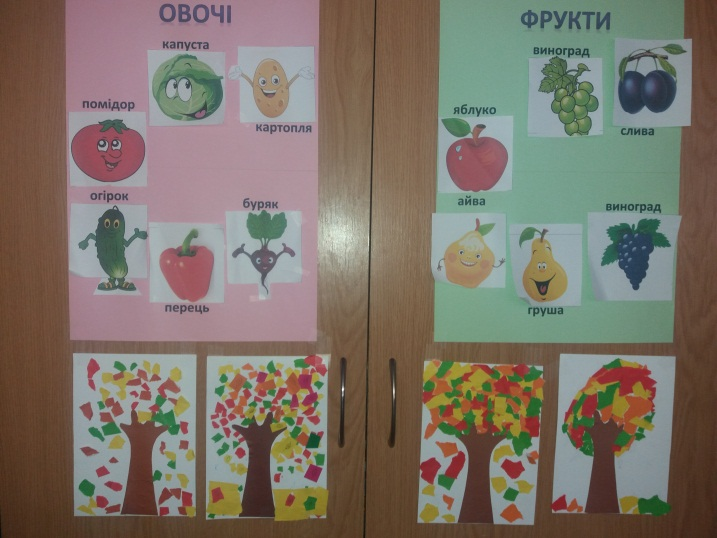 ОВОЧІ
капуста
картопля
помідор
огірок
буряк
перець
ФРУКТИ
виноград
слива
яблуко
айва
виноград
груша